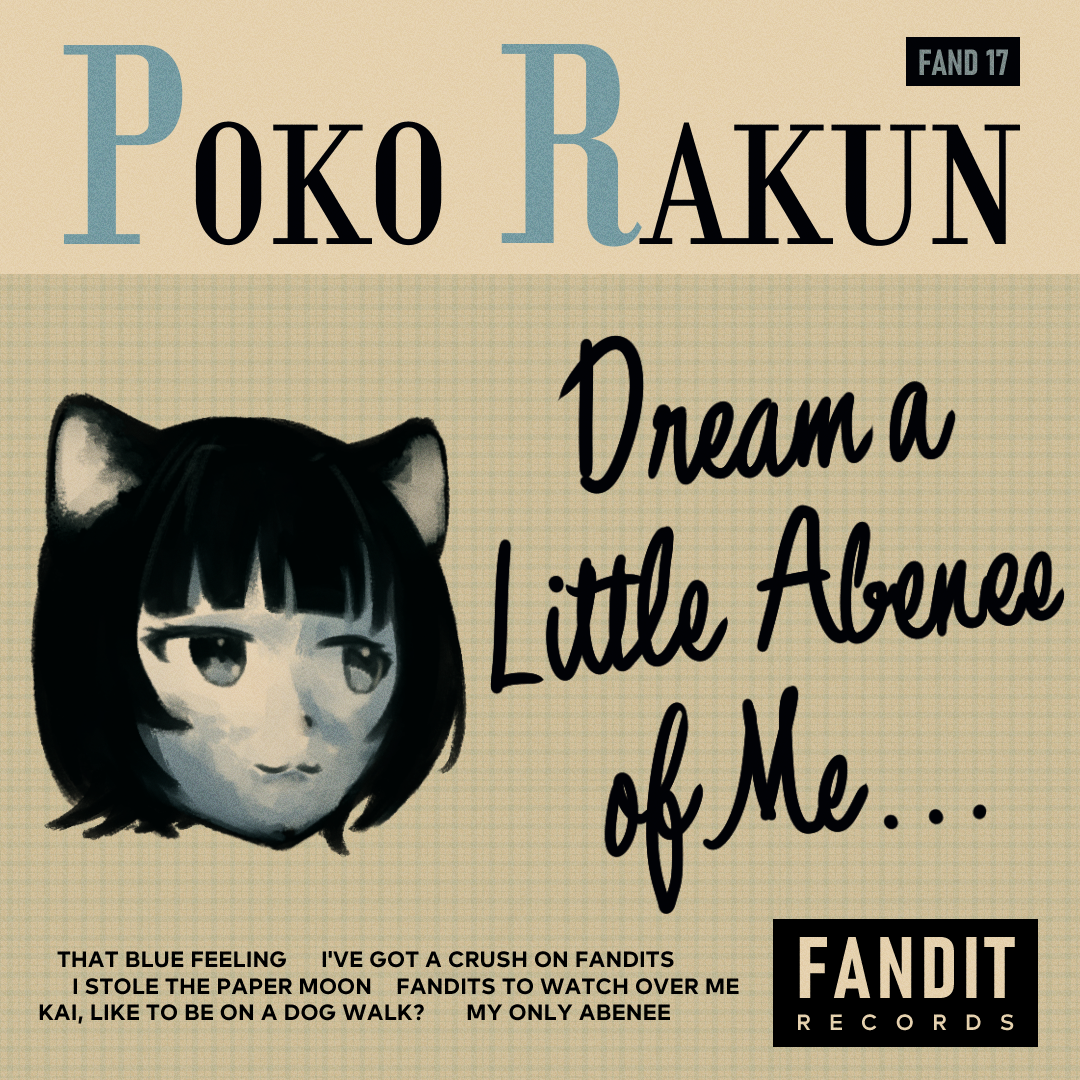 POKO RAKUN
FAND 17
Dream a
Little Abenee
of Me...
THAT BLUE FEELING I'VE GOT A CRUSH ON FANDITS
I STOLE THE PAPER MOON FANDITS TO WATCH OVER ME
KAI, LIKE TO BE ON A DOG WALK? MY ONLY ABENEE
FANDIT
RECORDS